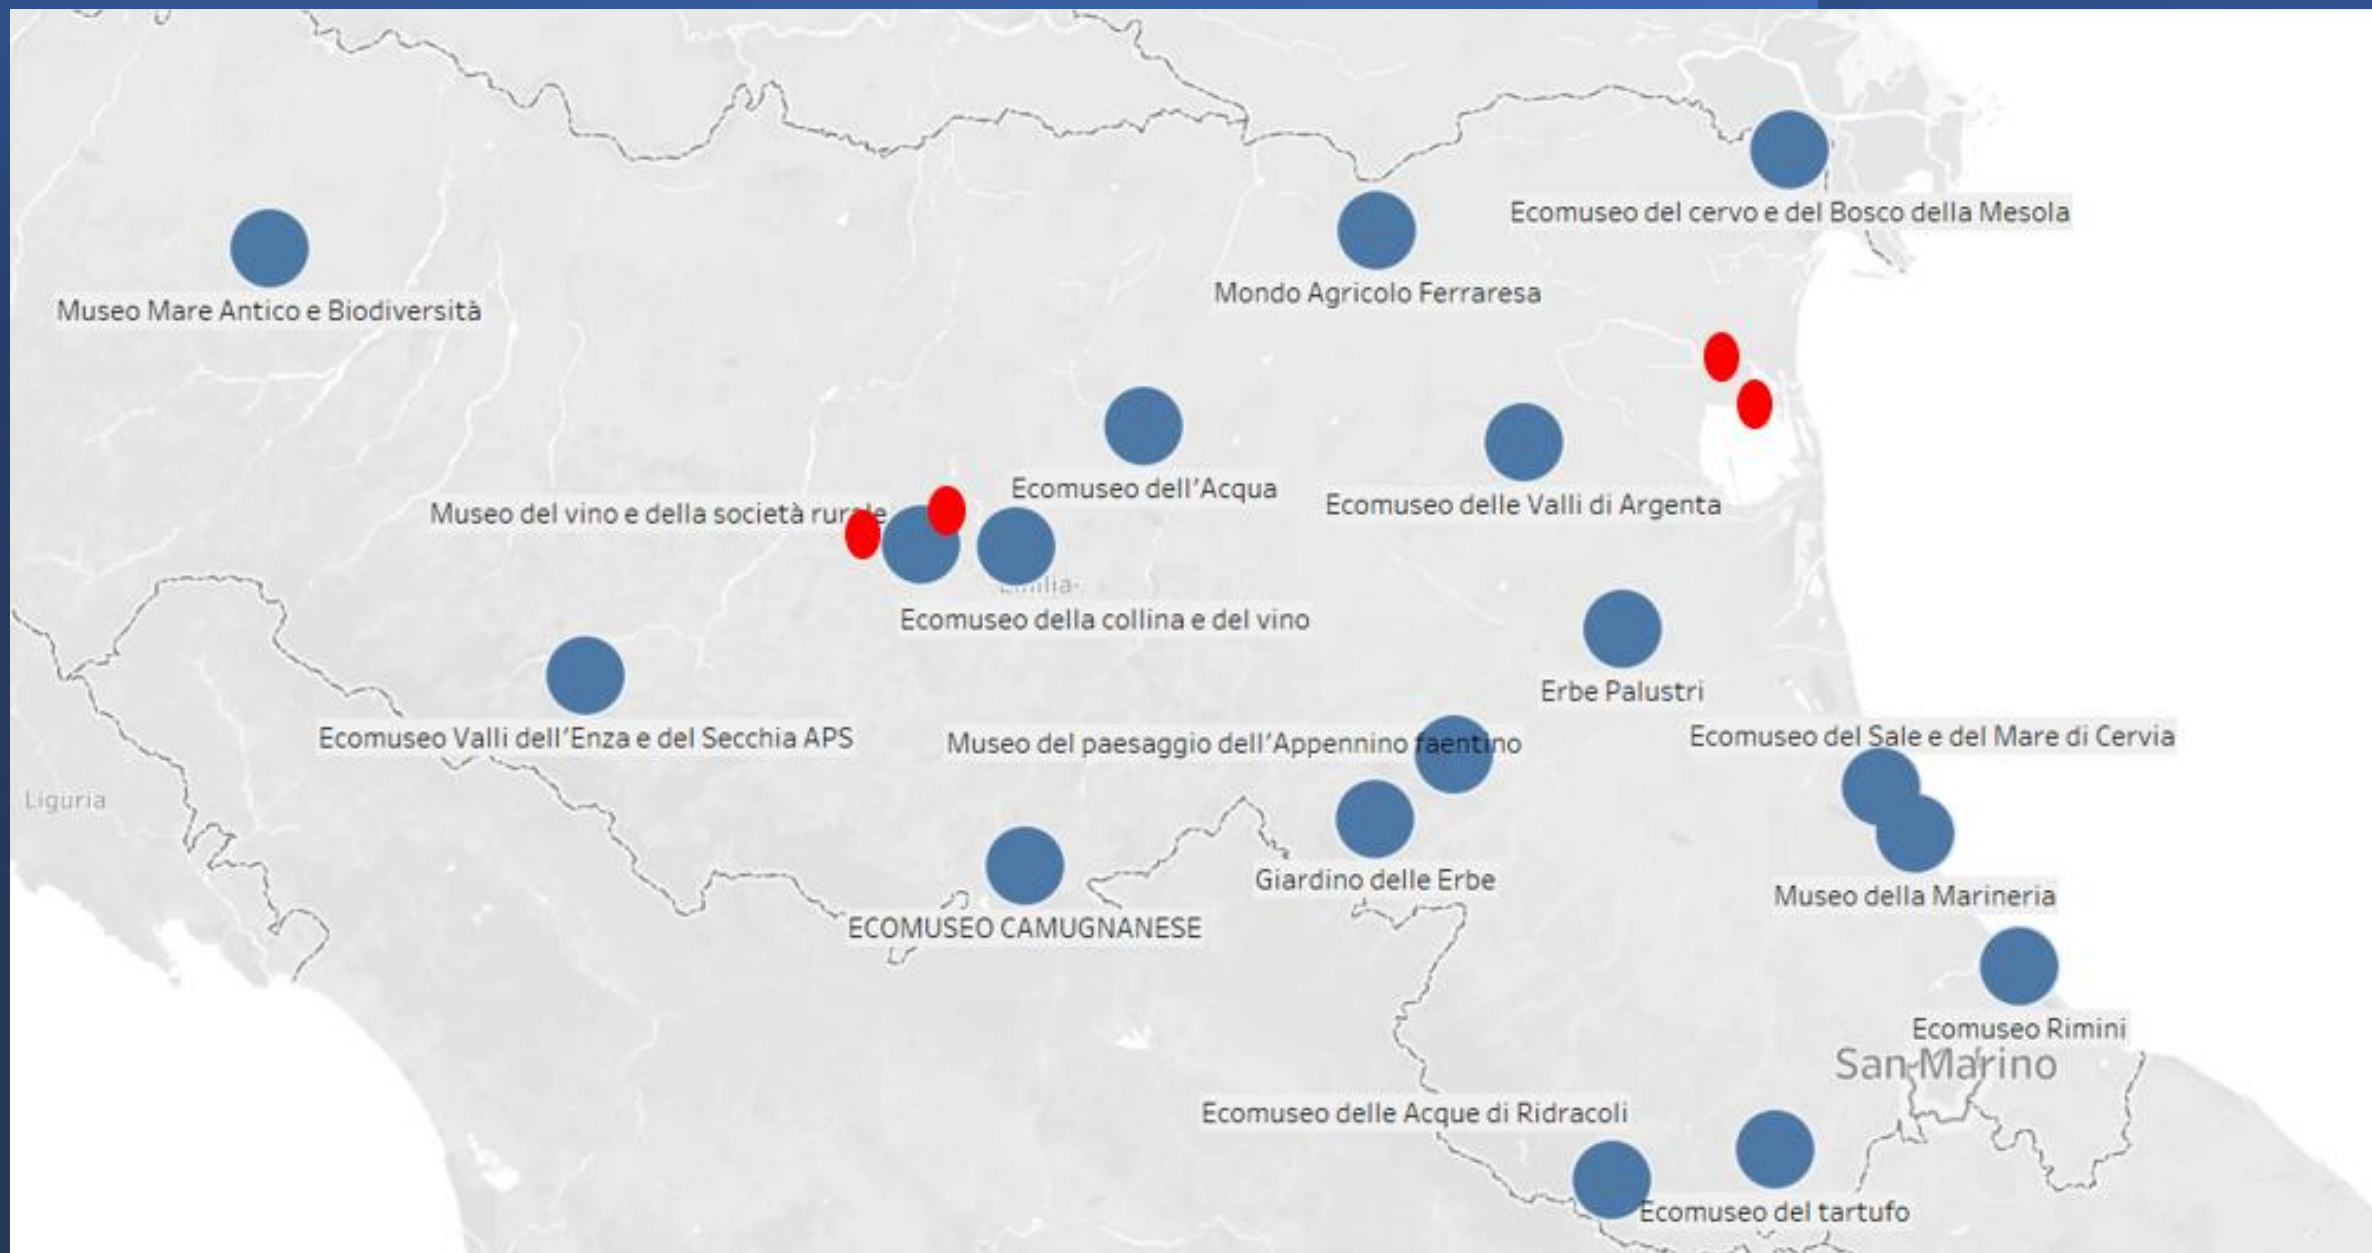 Ecomuseo del cervo e del Bosco della Mesola
Mondo Agricolo Ferraresa
Museo Mare Antico e Biodiversità
Ecomuseo dell'Acqua
Ecomuseo delle Valli di Argenta
Museo del vino e della società rurale
Emilia-
Ecomuseo della collina e del vino
Erbe Palustri
Ecomuseo Valli dell'Enza e del Secchia APS
Museo del paesaggio dell'Appennino faentino
Ecomuseo del Sale e del Mare di Cervia
Liguria
Giardino delle Erbe
Museo della Marineria
ECOMUSEO CAMUGNANESE
Ecomuseo Rimini
San Marino
Ecomuseo delle Acque di Ridracoli
Ecomuseo del tartufo